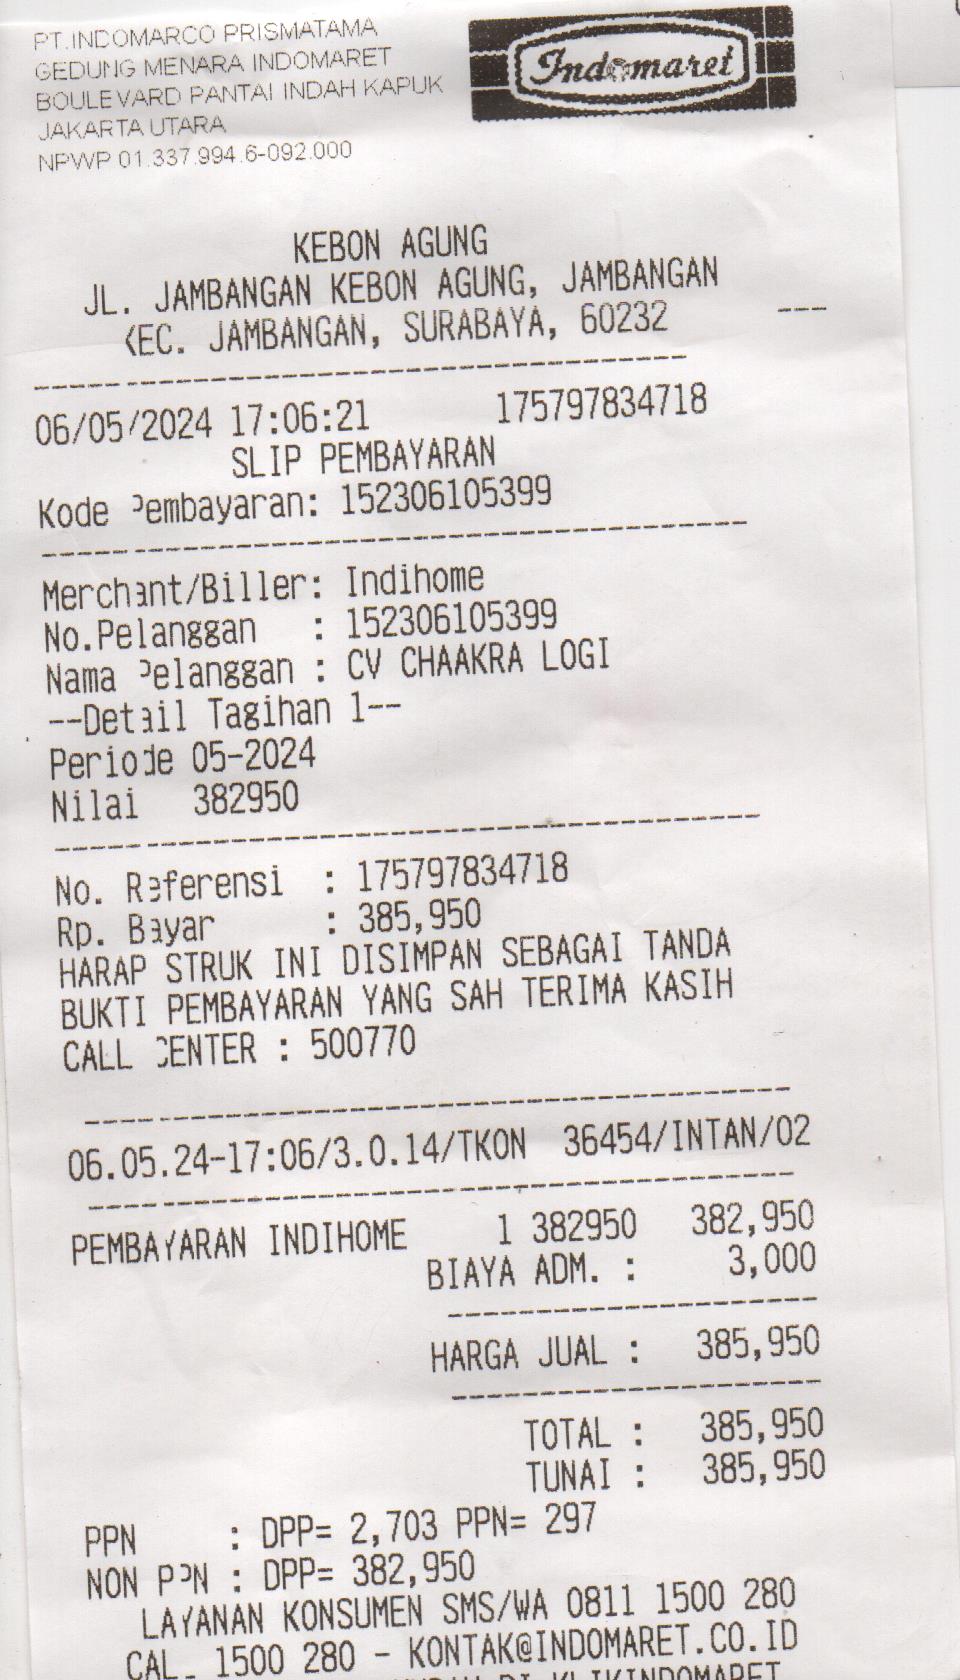 PT.INDOMARCO PRISMATAMA
GEDUNG MENARA INDOMARET
BOULEVARD PANTAI INDAH KAPUK
JAKARTA UTARA
NPWP 01.337.994.6-092.000
Indomaret
KEBON AGUNG
JL. JAMBANGAN KEBON AGUNG, JAMBANGAN
KEC. JAMBANGAN, SURABAYA, 60232 ---
06/05/2024 17:06:21 175797834718
SLIP PEMBAYARAN
Kode Pembayaran: 152306105399
Merchant/Biller: Indihome
No.Pelanggan : 152306105399
Nama Pelanggan : CV CHAAKRA LOGI
--Detail Tagihan 1--
Periode 05-2024
Nilai 382950
No. Referensi : 175797834718
Rp. Bayar : 385,950
HARAP STRUK INI DISIMPAN SEBAGAI TANDA
BUKTI PEMBAYARAN YANG SAH TERIMA KASIH
CALL CENTER : 500770
06.05.24-17:06/3.0.14/TKON 36454/INTAN/02
PEMBAYARAN INDIHOME 1 382950 382,950
BIAYA ADM. : 3,000
HARGA JUAL : 385,950
TOTAL : 385,950
TUNAI : 385,950
PPN : DPP= 2,703 PPN= 297
NON PPN : DPP= 382,950
LAYANAN KONSUMEN SMS/WA 0811 1500 280
CALL 1500 280 - KONTAK@INDOMARET.CO.ID
DI KLIKINDOMARET